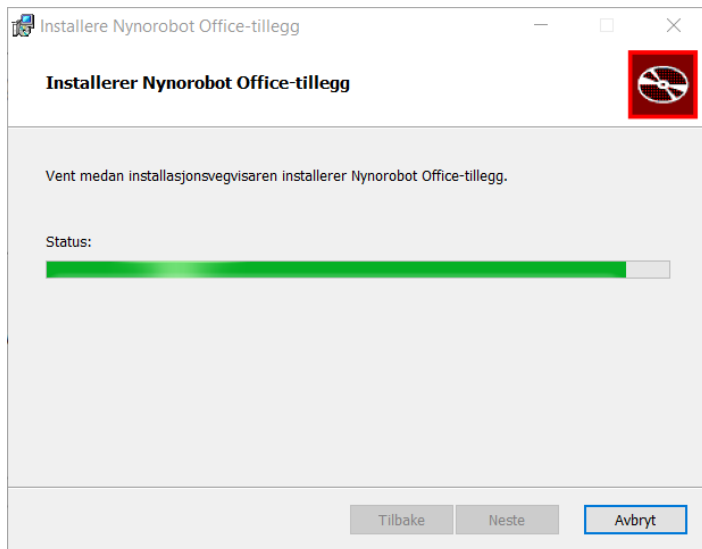 Installere Nynorobot Office-tillegg
Installerer Nynorobot Office-tillegg
Vent medan installasjonsvegvisaren installerer Nynorobot Office-tillegg.
Status:
Tilbake
Neste
Avbryt